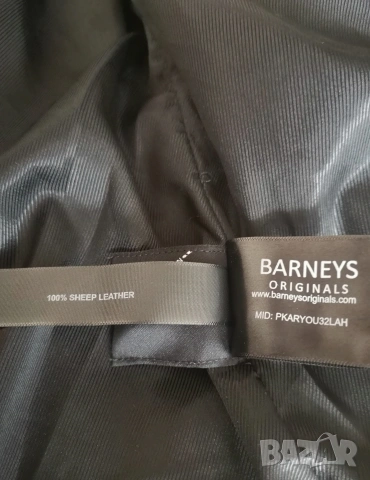 100% SHEEP LEATHER
BARNEYS
ORIGINALS
www.barneysoriginals.com
MID: PKARYOU32LAH
BAZAR